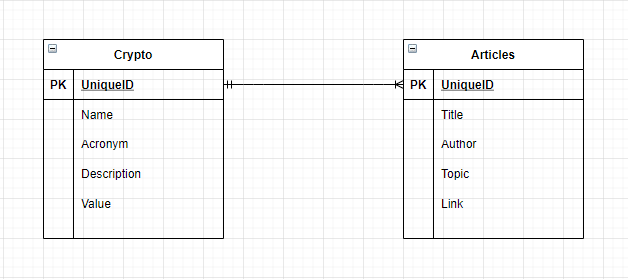 Crypto
PK UniqueID
Name
Acronym
Description
Value
Articles
PK UniqueID
Title
Author
Topic
Link